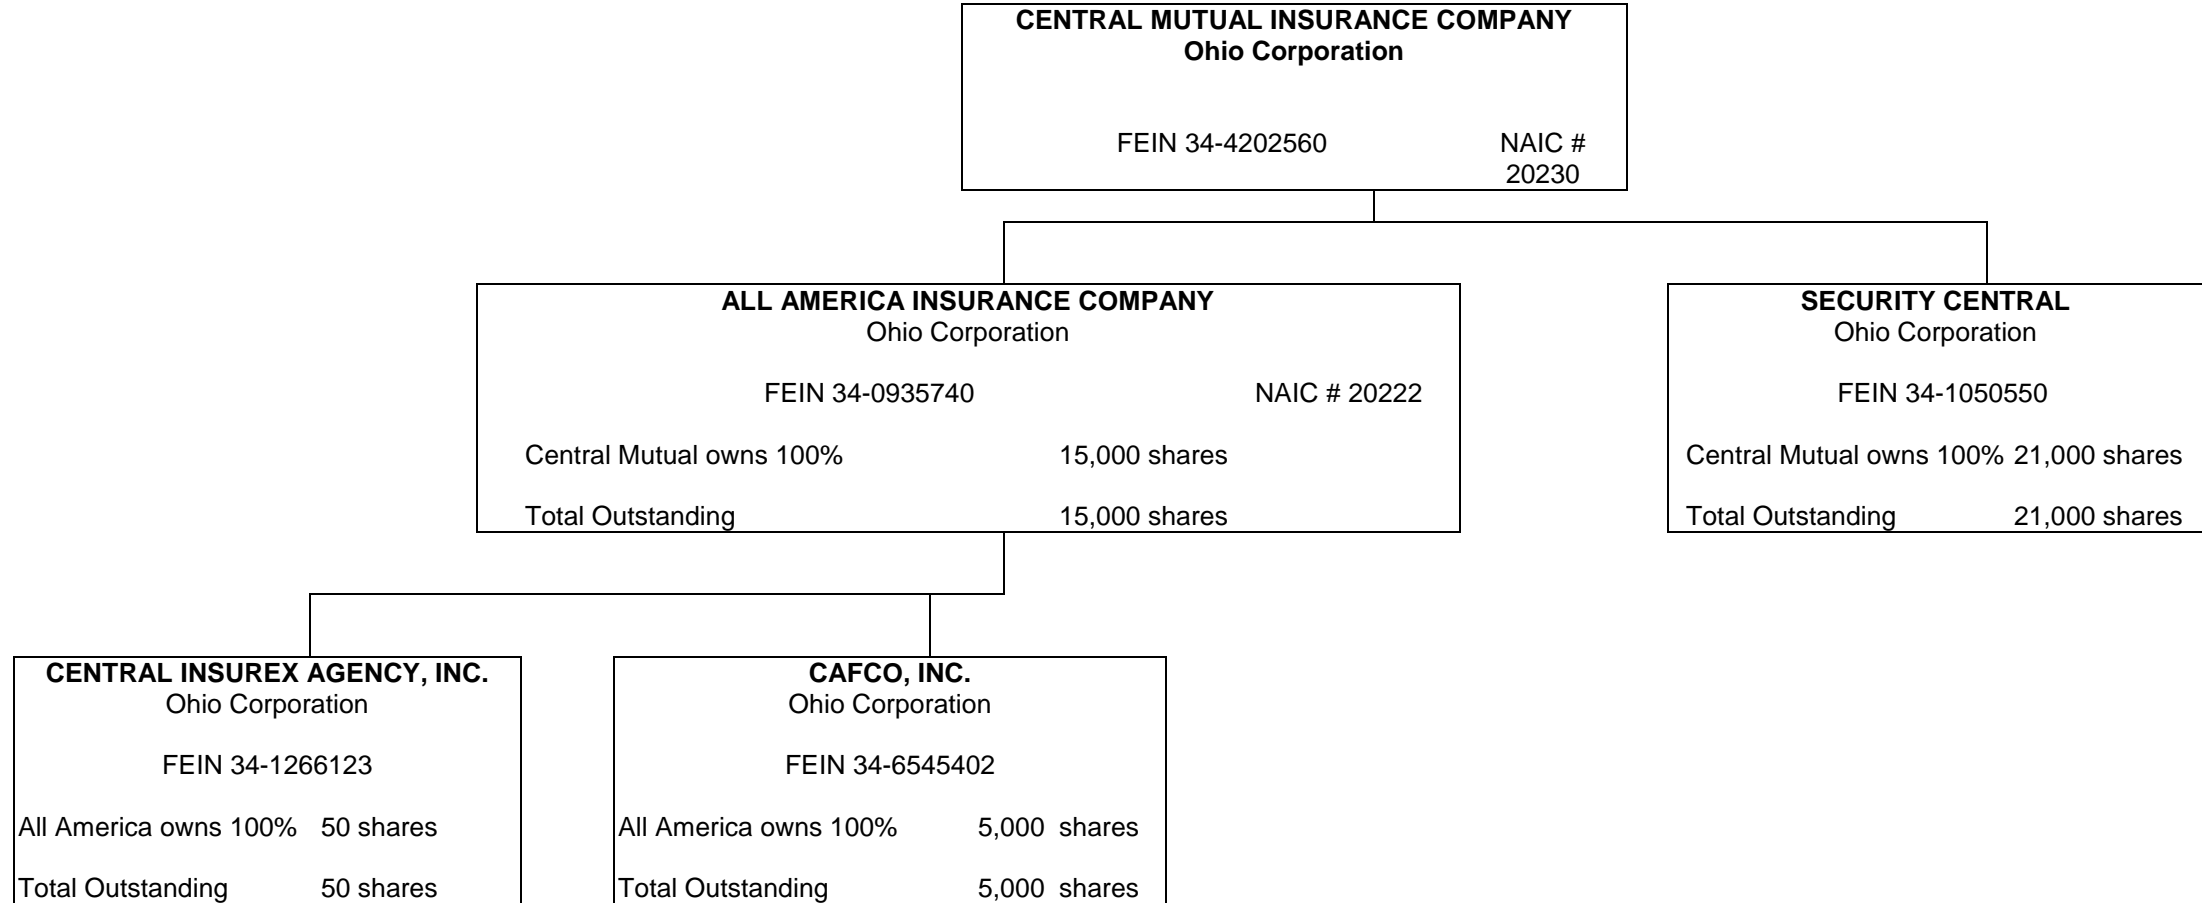 CENTRAL MUTUAL INSURANCE COMPANY
Ohio Corporation
FEIN 34-4202560 NAIC #
20230
ALL AMERICA INSURANCE COMPANY
Ohio Corporation
FEIN 34-0935740 NAIC # 20222
Central Mutual owns 100% 15,000 shares
Total Outstanding 15,000 shares
SECURITY CENTRAL
Ohio Corporation
FEIN 34-1050550
Central Mutual owns 100% 21,000 shares
Total Outstanding 21,000 shares
CENTRAL INSUREX AGENCY, INC.
Ohio Corporation
FEIN 34-1266123
All America owns 100% 50 shares
Total Outstanding 50 shares
CAFCO, INC.
Ohio Corporation
FEIN 34-6545402
All America owns 100% 5,000 shares
Total Outstanding 5,000 shares